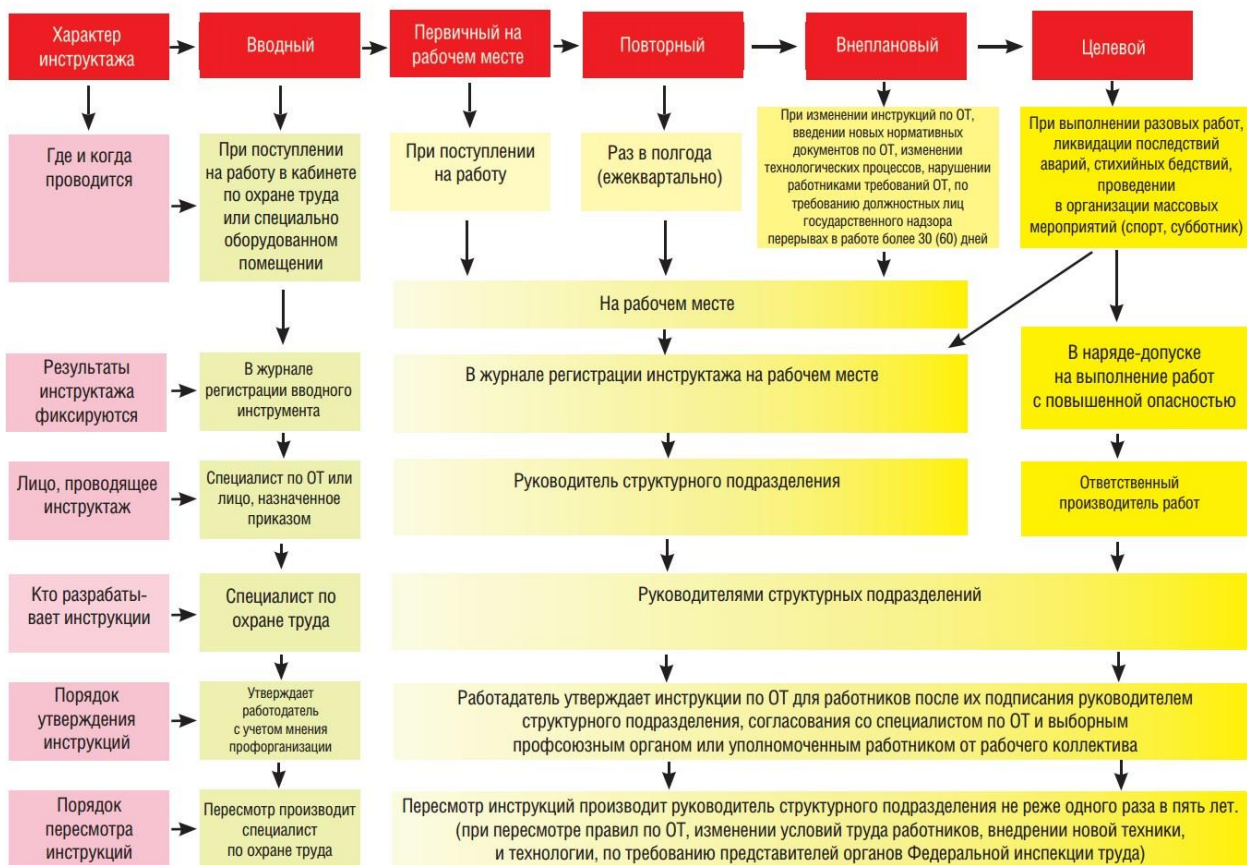 Характер
инструктажа
Вводный
Первичный на
рабочем месте
Повторный
Внеплановый
Целевой
Где и когда
проводится
При поступлении
на работу в кабинете
по охране труда
или специально
оборудованном
помещении
При поступлении
на работу
Раз в полгода
(ежеквартально)
При изменении инструкций по ОТ,
введении новых нормативных
документов по ОТ, изменении
технологических процессов, нарушении
работниками требований ОТ, по
требованию должностных лиц
государственного надзора
перерывах в работе более 30 (60) дней
При выполнении разовых работ,
ликвидации последствий
аварий, стихийных бедствий,
проведении
в организации массовых
мероприятий (спорт, субботник)
На рабочем месте
Результаты
инструктажа
фиксируются
В журнале
регистрации вводного
инструмента
В журнале регистрации инструктажа на рабочем месте
В наряде-допуске
на выполнение работ
с повышенной опасностью
Лицо, проводящее
инструктаж
Специалист по ОТ или
лицо, назначенное
приказом
Руководитель структурного подразделения
Ответственный
производитель работ
Кто разрабаты-
вает инструкции
Специалист по
охране труда
Руководителями структурных подразделений
Порядок
утверждения
инструкций
Утверждает
работодатель
с учетом мнения
профорганизации
Работадатель утверждает инструкции по ОТ для работников после их подписания руководителем
структурного подразделения, согласования со специалистом по ОТ и выборным
профсоюзным органом или уполномоченным работником от рабочего коллектива
Порядок
пересмотра
инструкций
Пересмотр производит
специалист
по охране труда
Пересмотр инструкций производит руководитель структурного подразделения не реже одного раза в пять лет.
(при пересмотре правил по ОТ, изменении условий труда работников, внедрении новой техники,
и технологии, по требованию представителей органов Федеральной инспекции труда)